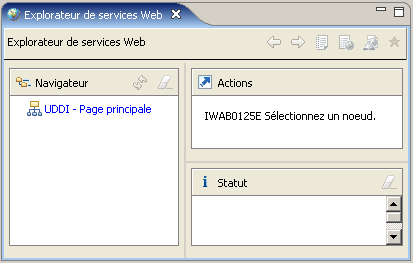 Explorateur de services Web
Explorateur de services Web
Navigateur
UDDI - Page principale
Actions
IWAB0125E Sélectionnez un noeud.
Statut